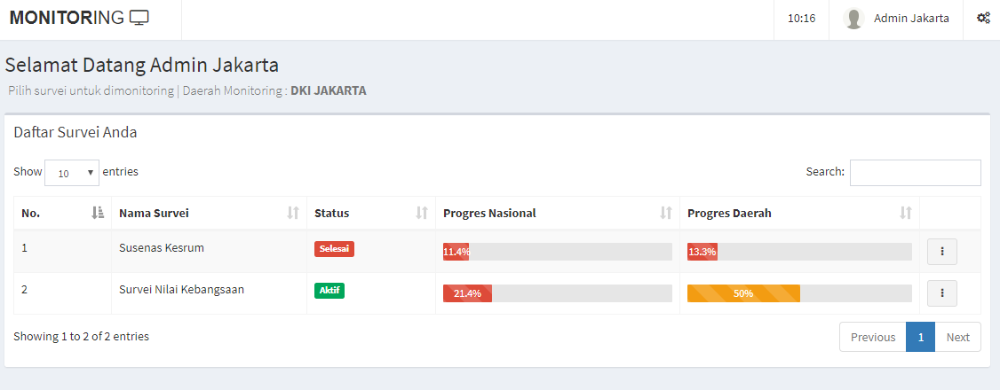 MONITORING 10:16 Admin Jakarta
Selamat Datang Admin Jakarta
Pilih survei untuk dimonitoring | Daerah Monitoring : DKI JAKARTA
Daftar Survei Anda
Show 10 entries Search:
No. Nama Survei Status Progres Nasional Progres Daerah
1 Susenas Kesrum Selesai 11.4% 13.3%
2 Survei Nilai Kebangsaan Aktif 21.4% 50%
Showing 1 to 2 of 2 entries Previous 1 Next